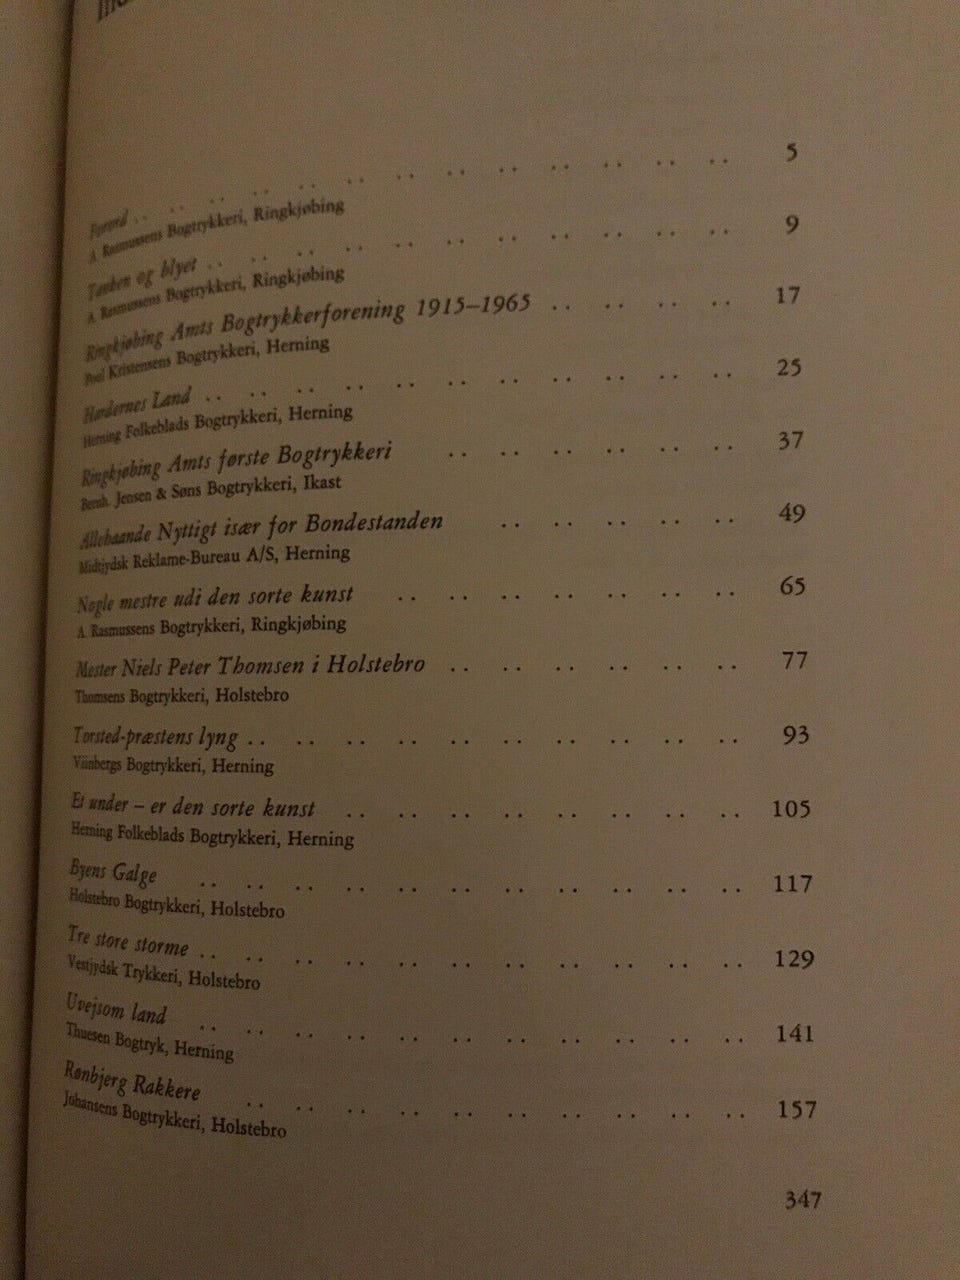 Forord .. .. .. .. .. .. .. .. .. .. .. .. 5
A. Rasmussens Bogtrykkeri, Ringkjøbing
Tanken og blyet .. .. .. .. .. .. .. .. .. .. .. 9
A. Rasmussens Bogtrykkeri, Ringkjøbing
Ringkjøbing Amts Bogtrykkerforening 1915–1965 .. .. .. .. 17
Poul Kristensens Bogtrykkeri, Herning
Hardernes Land .. .. .. .. .. .. .. .. .. .. .. 25
Herning Folkeblads Bogtrykkeri, Herning
Ringkjøbing Amts første Bogtrykkeri .. .. .. .. .. .. 37
Bernh. Jensen & Søns Bogtrykkeri, Ikast
Allehaande Nyttigt især for Bondestanden .. .. .. .. .. 49
Midtjydsk Reklame-Bureau A/S, Herning
Nogle mestre udi den sorte kunst .. .. .. .. .. .. .. 65
A. Rasmussens Bogtrykkeri, Ringkjøbing
Mester Niels Peter Thomsen i Holstebro .. .. .. .. .. .. 77
Thomsens Bogtrykkeri, Holstebro
Torsted-præstens lyng .. .. .. .. .. .. .. .. .. .. 93
Viinbergs Bogtrykkeri, Herning
Et under – er den sorte kunst .. .. .. .. .. .. .. .. 105
Herning Folkeblads Bogtrykkeri, Herning
Byens Galge .. .. .. .. .. .. .. .. .. .. .. 117
Holstebro Bogtrykkeri, Holstebro
Tre store storme .. .. .. .. .. .. .. .. .. .. .. 129
Vestjydsk Trykkeri, Holstebro
Uvejsom land .. .. .. .. .. .. .. .. .. .. .. 141
Thuesen Bogtryk, Herning
Rønbjerg Rakkere .. .. .. .. .. .. .. .. .. .. 157
Johansens Bogtrykkeri, Holstebro
347